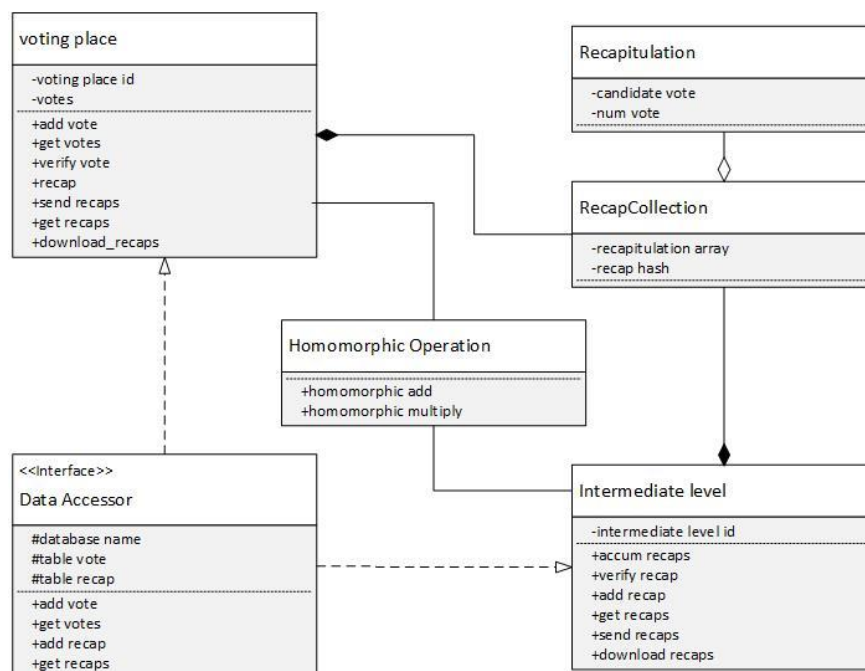 voting place
-voting place id
-votes
+add vote
+get votes
+verify vote
+recap
+send recaps
+get recaps
+download_recaps
Recapitulation
-candidate vote
-num vote
RecapCollection
-recapitulation array
-recap hash
Homomorphic Operation
+homomorphic add
+homomorphic multiply
<<Interface>>
Data Accessor
#database name
#table vote
#table recap
+add vote
+get votes
+add recap
+get recaps
Intermediate level
-intermediate level id
+accum recaps
+verify recap
+add recap
+get recaps
+send recaps
+download recaps